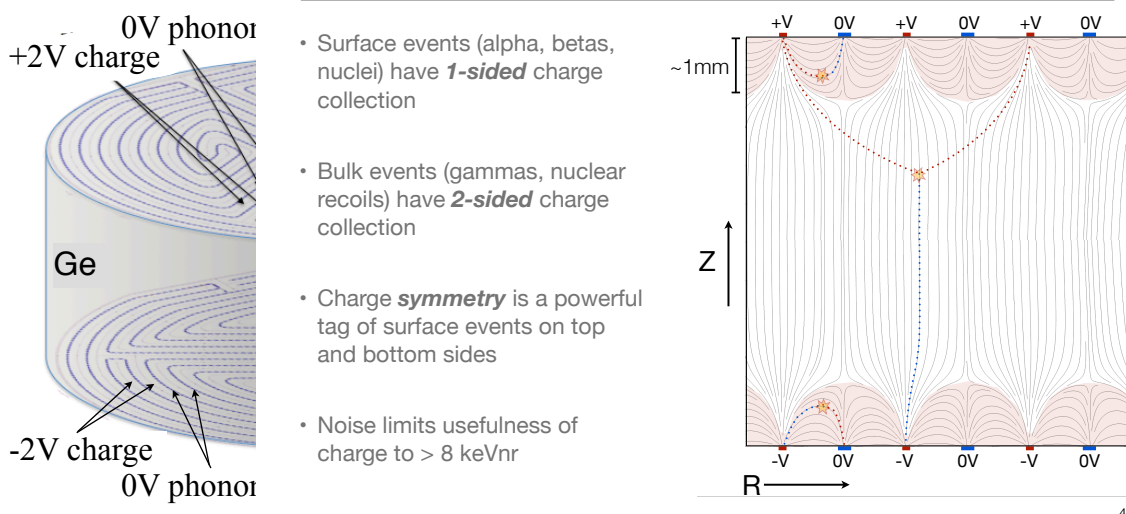 0V phonor
+2V charge
Ge
-2V charge
0V phonor
• Surface events (alpha, betas,
nuclei) have 1-sided charge
collection
• Bulk events (gammas, nuclear
recoils) have 2-sided charge
collection
• Charge symmetry is a powerful
tag of surface events on top
and bottom sides
• Noise limits usefulness of
charge to > 8 keVnr
+V 0V +V 0V +V 0V
~1mm
Z
-V 0V -V 0V -V 0V
R
4